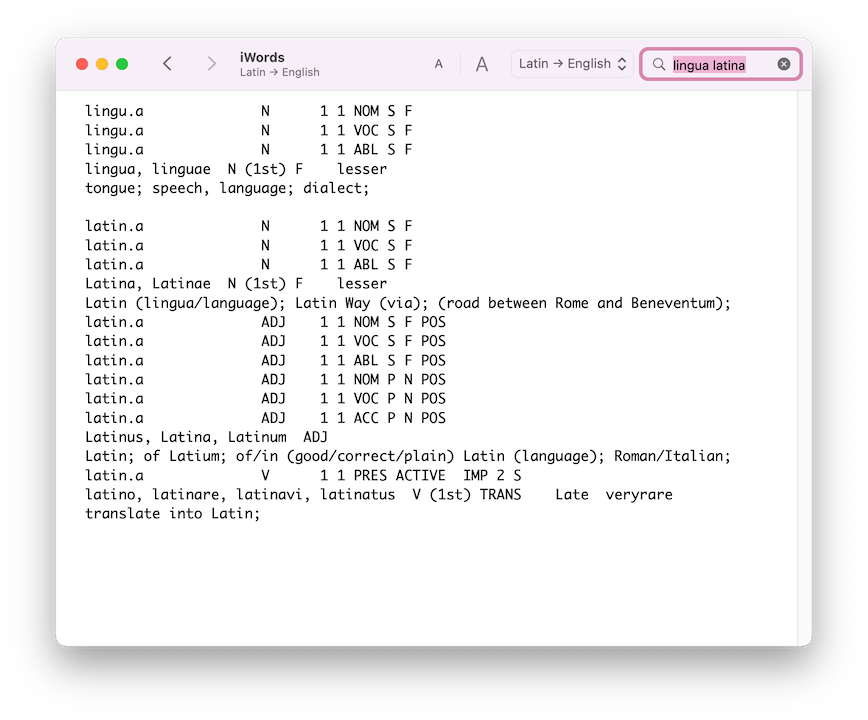 iWords
Latin → English
A A Latin → English lingua latina
lingu.a N 1 1 NOM S F
lingu.a N 1 1 VOC S F
lingu.a N 1 1 ABL S F
lingua, linguae N (1st) F lesser
tongue; speech, language; dialect;
latin.a N 1 1 NOM S F
latin.a N 1 1 VOC S F
latin.a N 1 1 ABL S F
Latina, Latinae N (1st) F lesser
Latin (lingua/language); Latin Way (via); (road between Rome and Beneventum);
latin.a ADJ 1 1 NOM S F POS
latin.a ADJ 1 1 VOC S F POS
latin.a ADJ 1 1 ABL S F POS
latin.a ADJ 1 1 NOM P N POS
latin.a ADJ 1 1 VOC P N POS
latin.a ADJ 1 1 ACC P N POS
Latinus, Latina, Latinum ADJ
Latin; of Latium; of/in (good/correct/plain) Latin (language); Roman/Italian;
latin.a V 1 1 PRES ACTIVE IMP 2 S
latino, latinare, latinavi, latinatus V (1st) TRANS Late veryrare
translate into Latin;